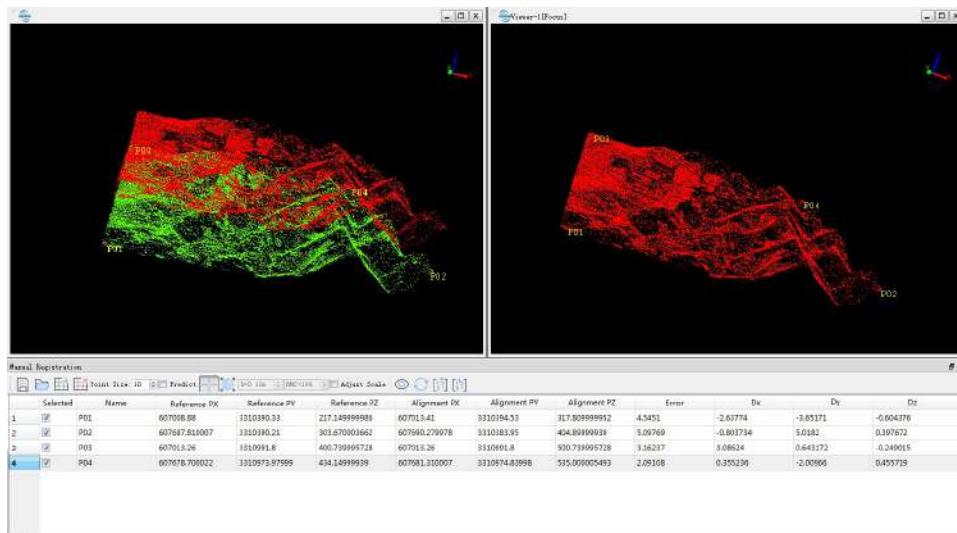 Viewer-1[Focus]
P03
P04
P01
P02
P03
P04
P01
P02
Manual Registration
Point Size: 10 Predict Adjust Scale
Selected Name Reference PX Reference PY Reference PZ Alignment PX Alignment PY Alignment PZ Error Dx Dy Dz
1 P01 607008.88 3310390.33 217.149999986 607013.41 3310394.53 317.809999952 4.5451 -2.63774 -3.65171 -0.604376
2 P02 607687.810007 3310390.21 303.670003662 607690.279978 3310383.95 404.89999939 5.09769 -0.803734 5.0182 0.397672
3 P03 607013.26 3310991.8 400.739995728 607013.26 3310991.8 500.739995728 3.16237 3.08624 0.643172 -0.249015
4 P04 607678.700022 3310973.97999 434.14999939 607681.310007 3310974.83998 535.000005493 2.09108 0.355236 -2.00966 0.455719